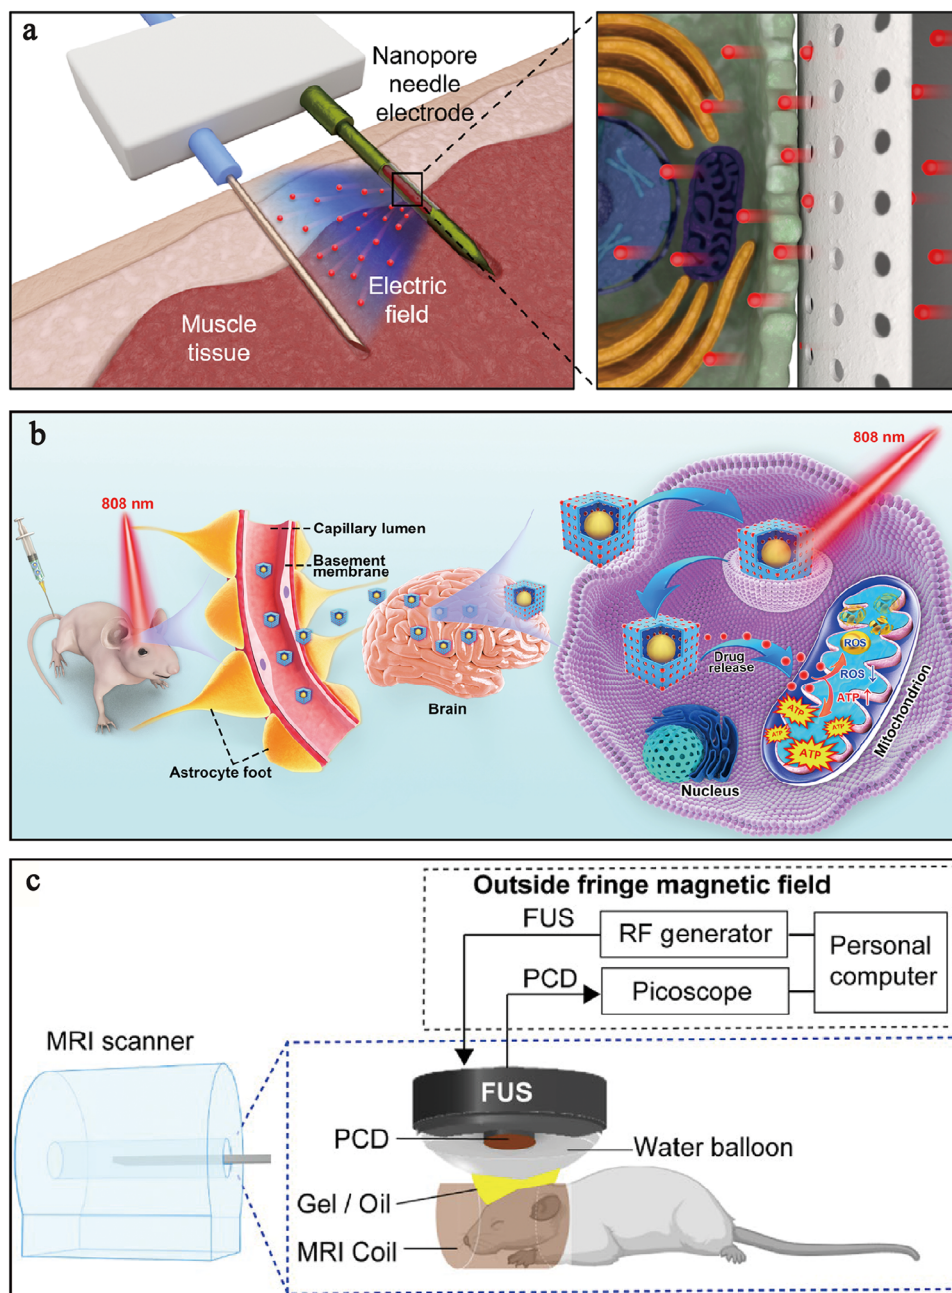 a
Nanopore
needle
electrode
Electric
field
Muscle
tissue
b
808 nm
Capillary lumen
Basement
membrane
Astrocyte foot
Brain
808 nm
Drug
release
ROS
ROS
ATP
ATP
ATP
ATP
ATP
Mitochondrion
Nucleus
c
Outside fringe magnetic field
FUS
RF generator
Personal
computer
PCD
Picoscope
MRI scanner
FUS
PCD
Water balloon
Gel / Oil
MRI Coil